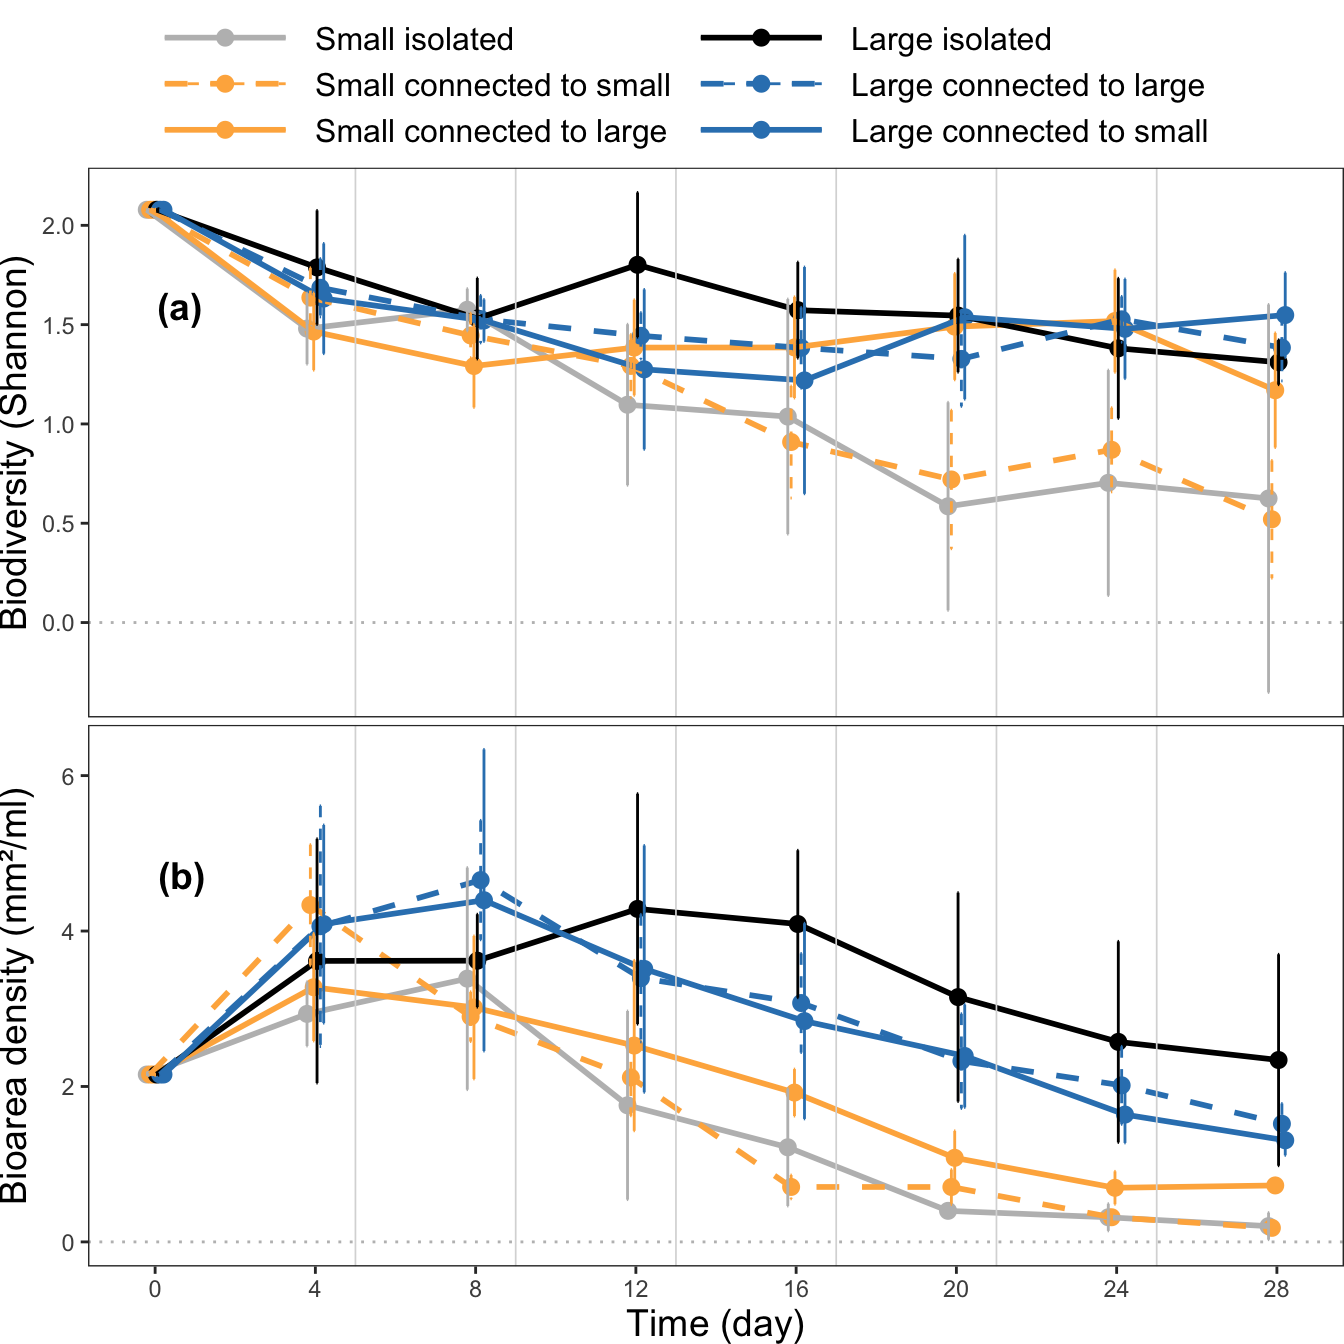 Small isolated
Large isolated
Small connected to small
Large connected to large
Small connected to large
Large connected to small
Biodiversity (Shannon)
2.0
1.5
1.0
0.5
0.0
(a)
Bioarea density (mm²/ml)
6
4
2
0
(b)
0 4 8 12 16 20 24 28
Time (day)